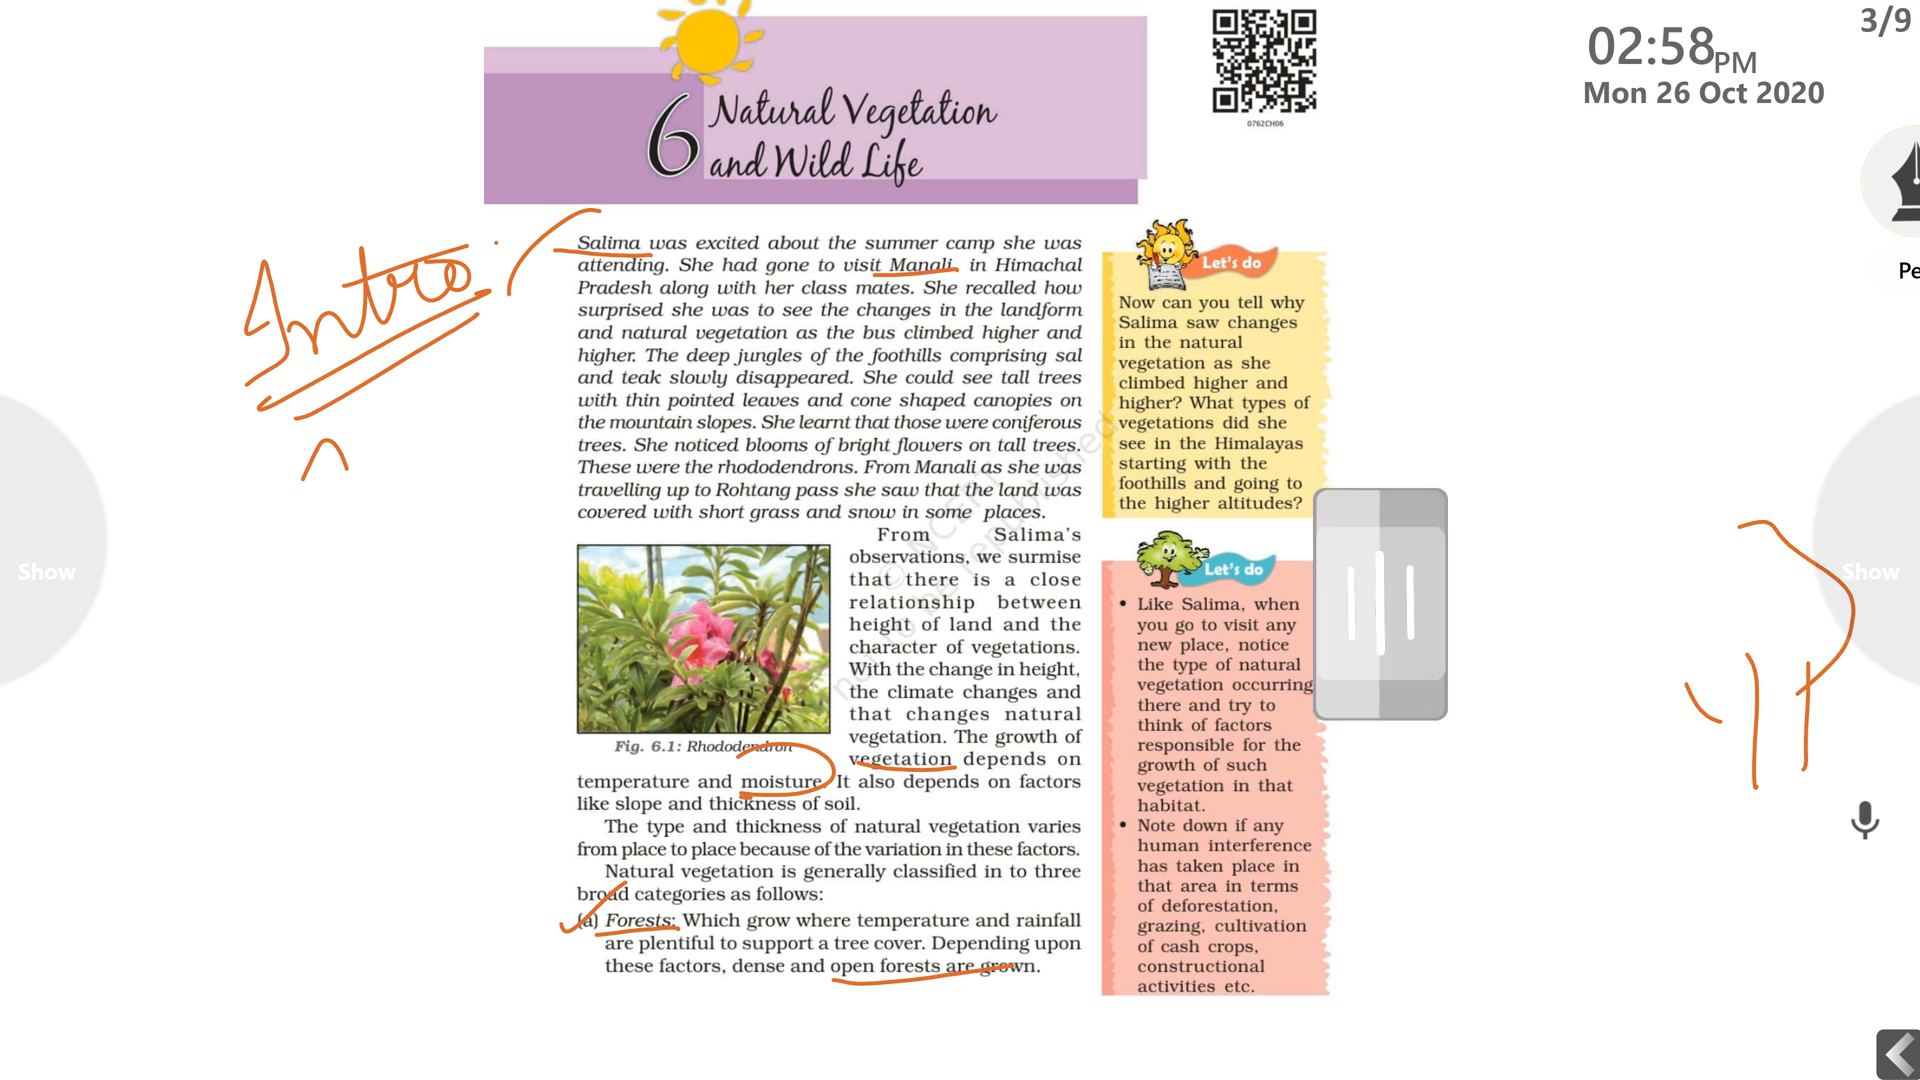 3/9
02:58PM
Mon 26 Oct 2020
0762CH06
6 Natural Vegetation
and Wild Life
Intro
Salima was excited about the summer camp she was
attending. She had gone to visit Manali, in Himachal
Pradesh along with her class mates. She recalled how
surprised she was to see the changes in the landform
and natural vegetation as the bus climbed higher and
higher. The deep jungles of the foothills comprising sal
and teak slowly disappeared. She could see tall trees
with thin pointed leaves and cone shaped canopies on
the mountain slopes. She learnt that those were coniferous
trees. She noticed blooms of bright flowers on tall trees.
These were the rhododendrons. From Manali as she was
travelling up to Rohtang pass she saw that the land was
covered with short grass and snow in some places.
From Salima's
observations, we surmise
that there is a close
relationship between
height of land and the
character of vegetations.
With the change in height,
the climate changes and
that changes natural
vegetation. The growth of
vegetation depends on
Fig. 6.1: Rhododendron
temperature and moisture. It also depends on factors
like slope and thickness of soil.
The type and thickness of natural vegetation varies
from place to place because of the variation in these factors.
Natural vegetation is generally classified in to three
broad categories as follows:
(a) Forests: Which grow where temperature and rainfall
are plentiful to support a tree cover. Depending upon
these factors, dense and open forests are grown.
© NCERT
not to be republished
Let's do
Now can you tell why
Salima saw changes
in the natural
vegetation as she
climbed higher and
higher? What types of
vegetations did she
see in the Himalayas
starting with the
foothills and going to
the higher altitudes?
Let's do
• Like Salima, when
you go to visit any
new place, notice
the type of natural
vegetation occurring
there and try to
think of factors
responsible for the
growth of such
vegetation in that
habitat.
• Note down if any
human interference
has taken place in
that area in terms
of deforestation,
grazing, cultivation
of cash crops,
constructional
activities etc.
Show
Show
Pe